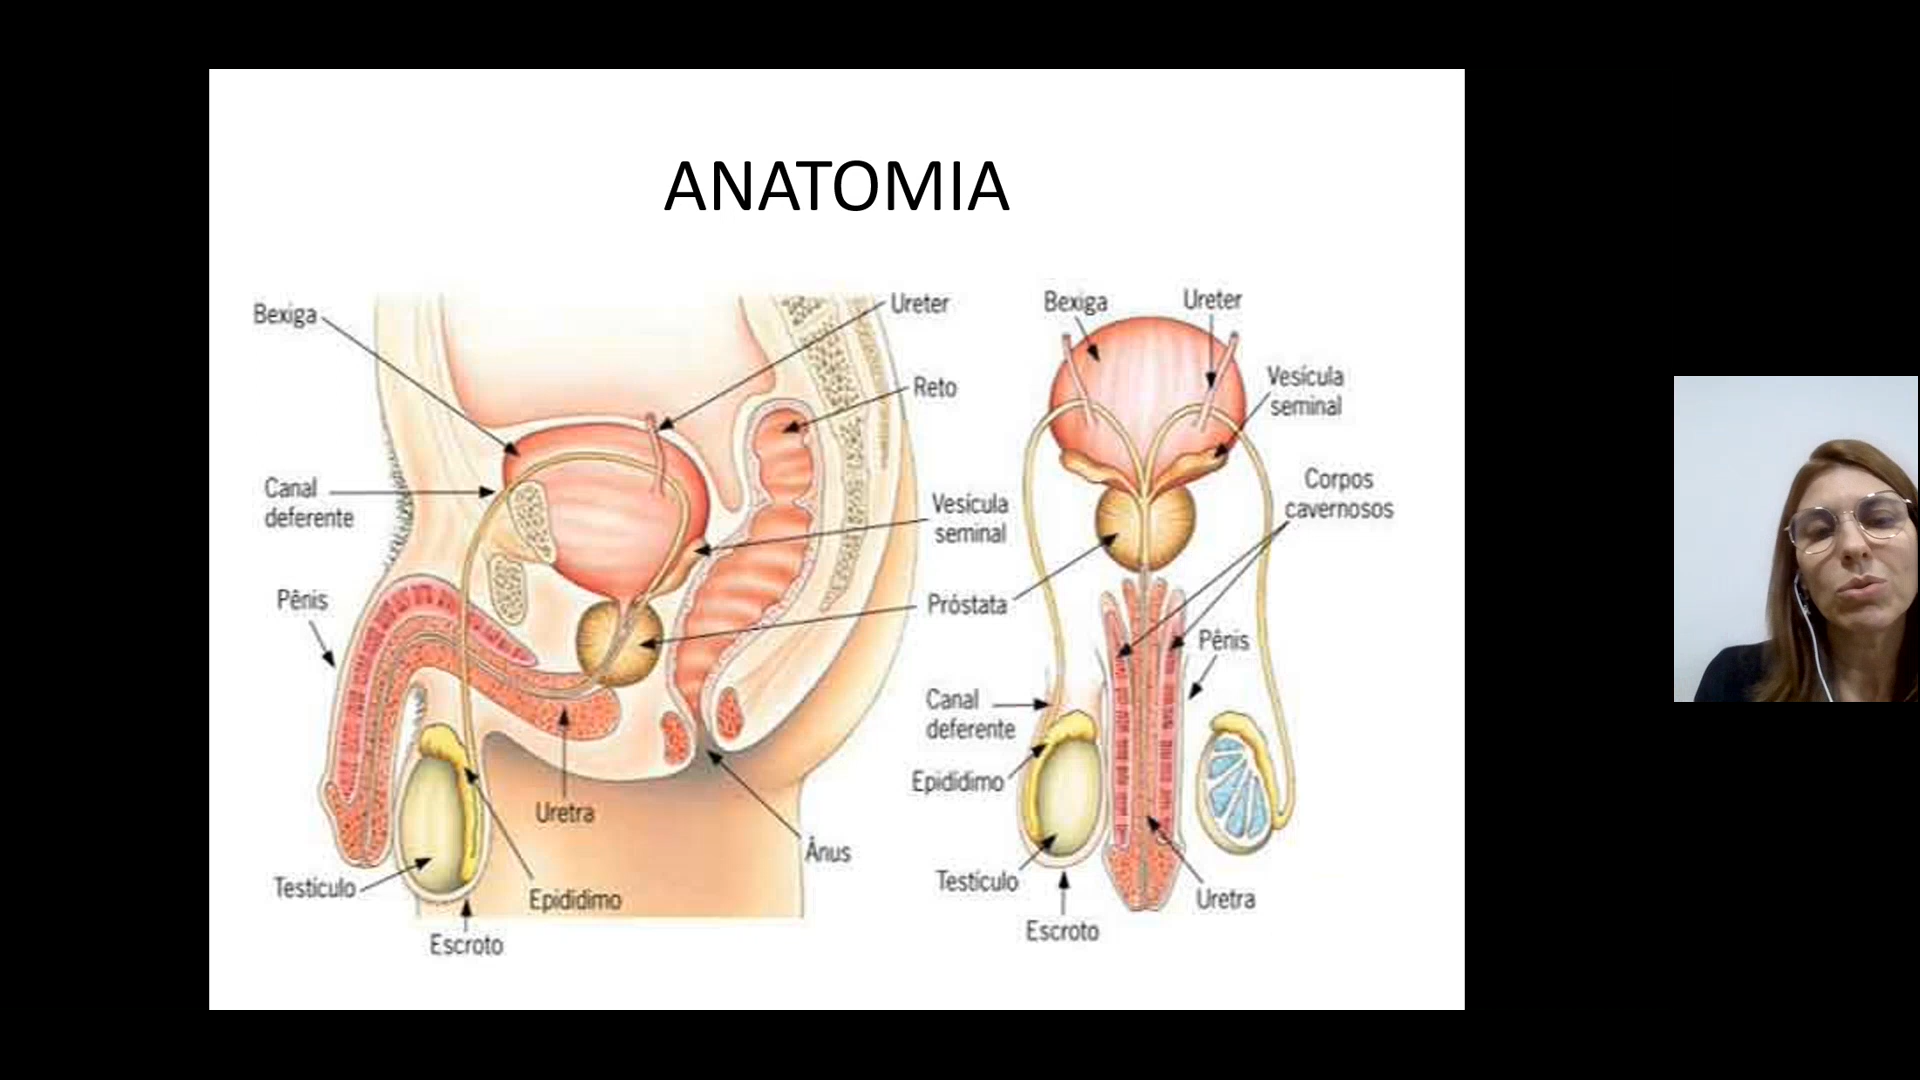 ANATOMIA
Bexiga
Ureter
Reto
Canal
deferente
Vesícula
seminal
Pênis
Próstata
Uretra
Ânus
Testículo
Epidídimo
Escroto
Bexiga
Ureter
Vesícula
seminal
Corpos
cavernosos
Pênis
Canal
deferente
Epidídimo
Testículo
Uretra
Escroto